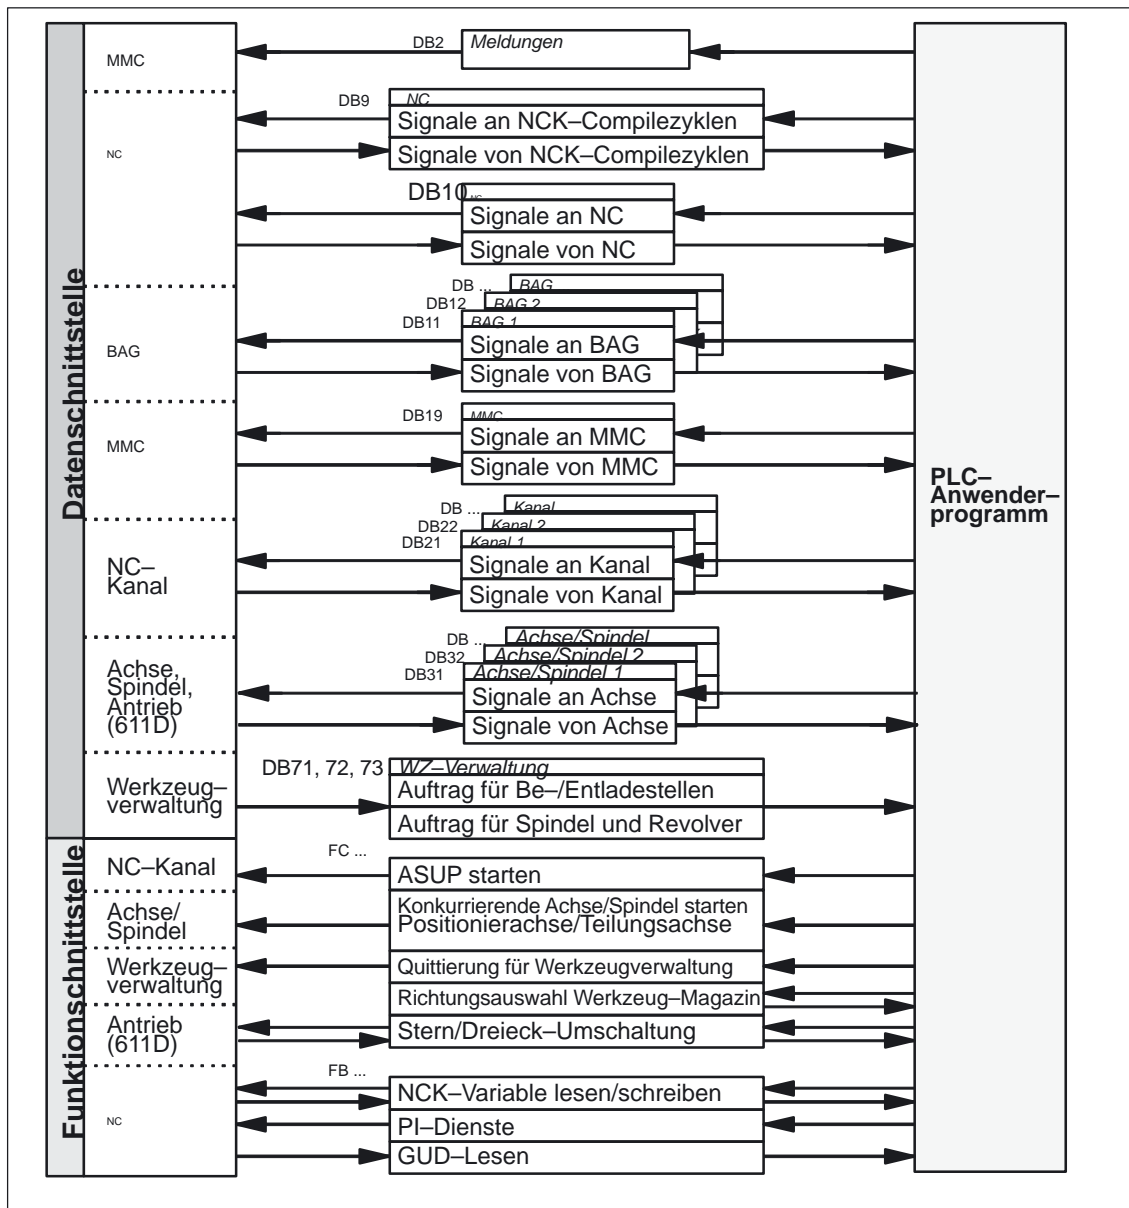 Datenschnittstelle
MMC
DB2
Meldungen
NC
DB9
NC
Signale an NCK–Compilezyklen
Signale von NCK–Compilezyklen
DB10
NC
Signale an NC
Signale von NC
BAG
DB ...
BAG
DB12
BAG 2
DB11
BAG 1
Signale an BAG
Signale von BAG
MMC
DB19
MMC
Signale an MMC
Signale von MMC
NC–
Kanal
DB ...
Kanal
DB22
Kanal 2
DB21
Kanal 1
Signale an Kanal
Signale von Kanal
Achse,
Spindel,
Antrieb
(611D)
DB ...
Achse/Spindel
DB32
Achse/Spindel 2
DB31
Achse/Spindel 1
Signale an Achse
Signale von Achse
Werkzeug–
verwaltung
DB71, 72, 73
WZ–Verwaltung
Auftrag für Be–/Entladestellen
Auftrag für Spindel und Revolver
Funktionschnittstelle
NC–Kanal
FC ...
ASUP starten
Achse/
Spindel
Konkurrierende Achse/Spindel starten
Positionierachse/Teilungsachse
Werkzeug–
verwaltung
Quittierung für Werkzeugverwaltung
Richtungsauswahl Werkzeug–Magazin
Antrieb
(611D)
Stern/Dreieck–Umschaltung
NC
FB ...
NCK–Variable lesen/schreiben
PI–Dienste
GUD–Lesen
PLC–
Anwender–
programm